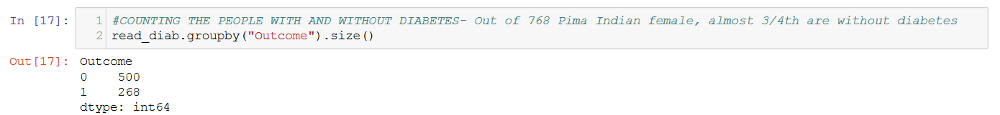 In [17]: 1 #COUNTING THE PEOPLE WITH AND WITHOUT DIABETES- Out of 768 Pima Indian female, almost 3/4th are without diabetes
2 read_diab.groupby("Outcome").size()
Out[17]: Outcome
0    500
1    268
dtype: int64